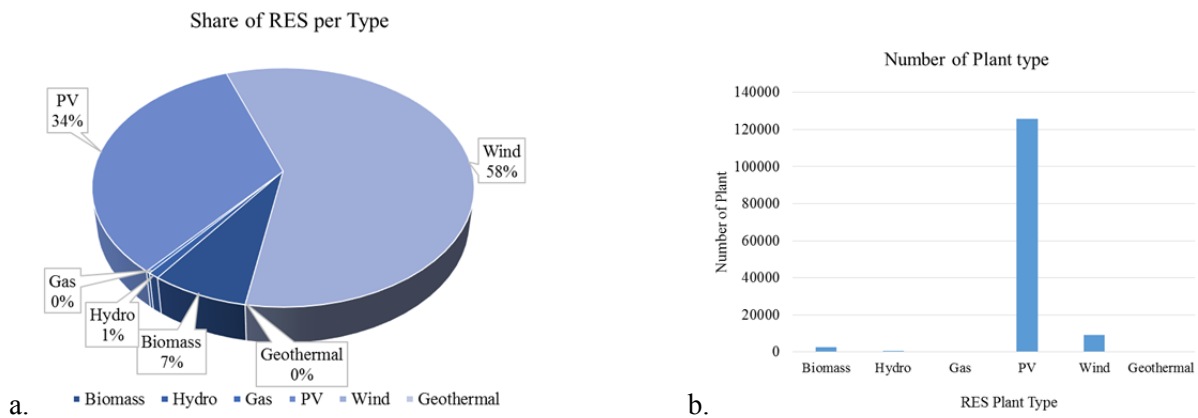 Share of RES per Type
PV
34%
Wind
58%
Gas
0%
Hydro
1%
Biomass
7%
Geothermal
0%
Biomass Hydro Gas PV Wind Geothermal
a.
Number of Plant type
Number of Plant
140000
120000
100000
80000
60000
40000
20000
0
Biomass Hydro Gas PV Wind Geothermal
RES Plant Type
b.